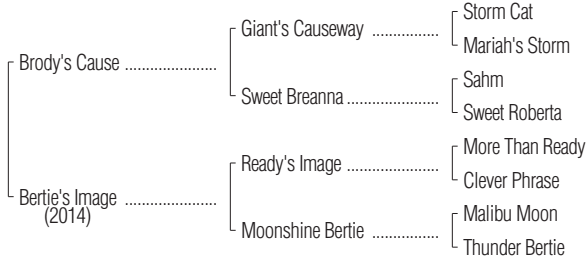 Storm Cat
Giant's Causeway ..................
Mariah's Storm
Brody's Cause ......................
Sahm
Sweet Breanna ......................
Sweet Roberta
More Than Ready
Ready's Image ......................
Clever Phrase
Bertie's Image ......................
(2014)
Malibu Moon
Moonshine Bertie ..................
Thunder Bertie